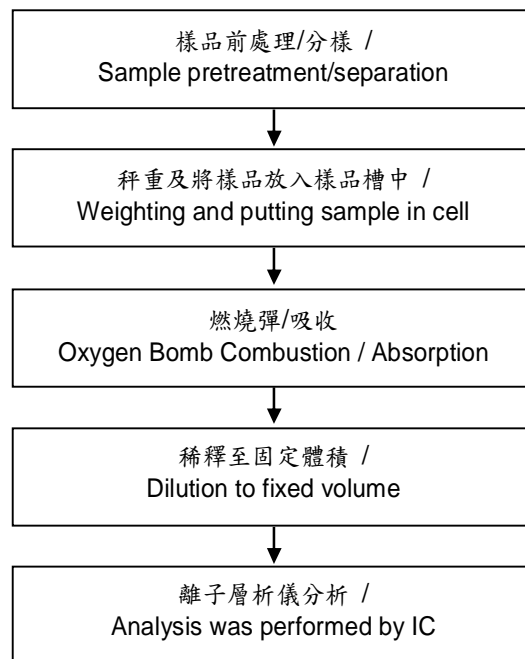 樣品前處理/分樣 /
Sample pretreatment/separation
秤重及將樣品放入樣品槽中 /
Weighting and putting sample in cell
燃燒彈/吸收
Oxygen Bomb Combustion / Absorption
稀釋至固定體積 /
Dilution to fixed volume
離子層析儀分析 /
Analysis was performed by IC